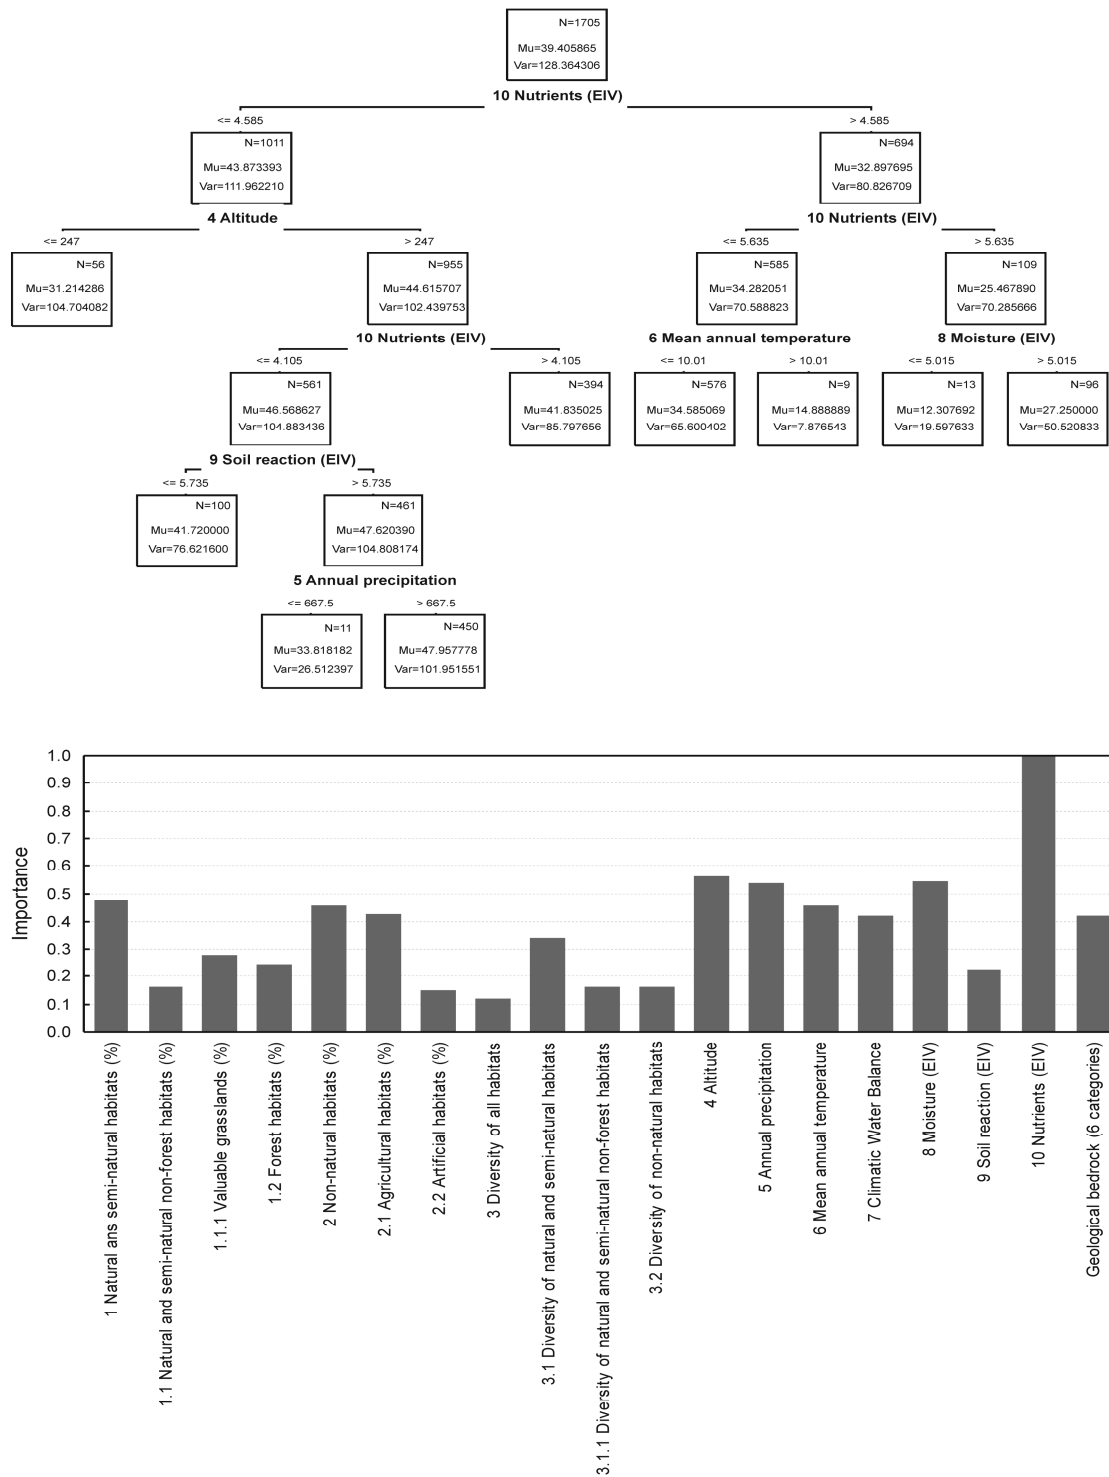 N=1705
Mu=39.405865
Var=128.364306
10 Nutrients (EIV)
<= 4.585
> 4.585
N=1011
Mu=43.873393
Var=111.962210
N=694
Mu=32.897695
Var=80.826709
4 Altitude
10 Nutrients (EIV)
<= 247
> 247
<= 5.635
> 5.635
N=56
Mu=31.214286
Var=104.704082
N=955
Mu=44.615707
Var=102.439753
N=585
Mu=34.282051
Var=70.588823
N=109
Mu=25.467890
Var=70.285666
10 Nutrients (EIV)
6 Mean annual temperature
8 Moisture (EIV)
<= 4.105
> 4.105
<= 10.01
> 10.01
<= 5.015
> 5.015
N=561
Mu=46.568627
Var=104.883436
N=394
Mu=41.835025
Var=85.797656
N=576
Mu=34.585069
Var=65.600402
N=9
Mu=14.888889
Var=7.876543
N=13
Mu=12.307692
Var=19.597633
N=96
Mu=27.250000
Var=50.520833
9 Soil reaction (EIV)
<= 5.735
> 5.735
N=100
Mu=41.720000
Var=76.621600
N=461
Mu=47.620390
Var=104.808174
5 Annual precipitation
<= 667.5
> 667.5
N=11
Mu=33.818182
Var=26.512397
N=450
Mu=47.957778
Var=101.951551
Importance
1.0
0.9
0.8
0.7
0.6
0.5
0.4
0.3
0.2
0.1
0.0
1 Natural ans semi-natural habitats (%)
1.1 Natural and semi-natural non-forest habitats (%)
1.1.1 Valuable grasslands (%)
1.2 Forest habitats (%)
2 Non-natural habitats (%)
2.1 Agricultural habitats (%)
2.2 Artificial habitats (%)
3 Diversity of all habitats
3.1 Diversity of natural and semi-natural habitats
3.1.1 Diversity of natural and semi-natural non-forest habitats
3.2 Diversity of non-natural habitats
4 Altitude
5 Annual precipitation
6 Mean annual temperature
7 Climatic Water Balance
8 Moisture (EIV)
9 Soil reaction (EIV)
10 Nutrients (EIV)
Geological bedrock (6 categories)